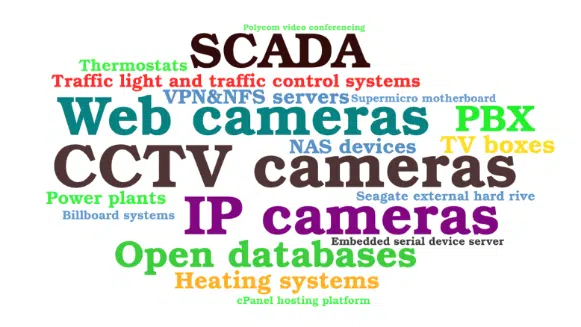 Polycom video conferencing
SCADA
Thermostats
Traffic light and traffic control systems
VPN&NFS servers
Supermicro motherboard
Web cameras
PBX
NAS devices
TV boxes
CCTV cameras
Power plants
Seagate external hard rive
Billboard systems
IP cameras
Embedded serial device server
Open databases
Heating systems
cPanel hosting platform